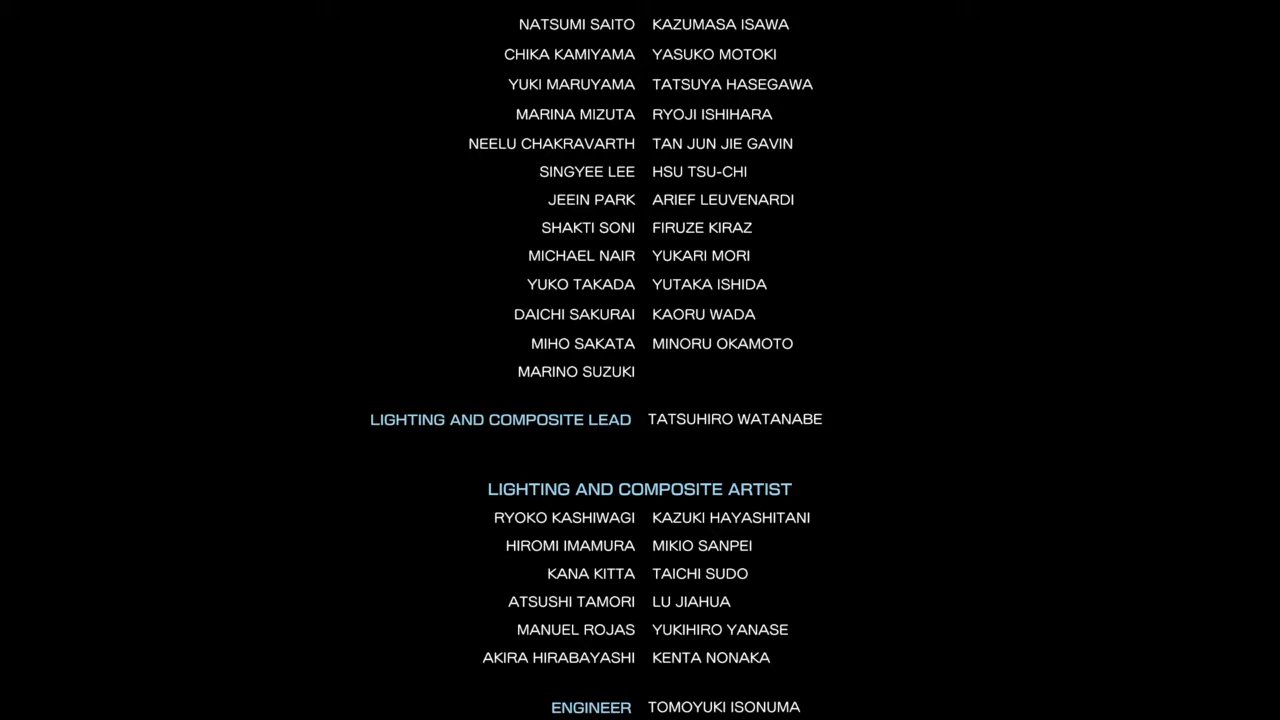 NATSUMI SAITO KAZUMASA ISAWA
CHIKA KAMIYAMA YASUKO MOTOKI
YUKI MARUYAMA TATSUYA HASEGAWA
MARINA MIZUTA RYOJI ISHIHARA
NEELU CHAKRAVARTH TAN JUN JIE GAVIN
SINGYEE LEE HSU TSU-CHI
JEEIN PARK ARIEF LEUVENARDI
SHAKTI SONI FIRUZE KIRAZ
MICHAEL NAIR YUKARI MORI
YUKO TAKADA YUTAKA ISHIDA
DAICHI SAKURAI KAORU WADA
MIHO SAKATA MINORU OKAMOTO
MARINO SUZUKI
LIGHTING AND COMPOSITE LEAD TATSUHIRO WATANABE
LIGHTING AND COMPOSITE ARTIST
RYOKO KASHIWAGI KAZUKI HAYASHITANI
HIROMI IMAMURA MIKIO SANPEI
KANA KITTA TAICHI SUDO
ATSUSHI TAMORI LU JIAHUA
MANUEL ROJAS YUKIHIRO YANASE
AKIRA HIRABAYASHI KENTA NONAKA
ENGINEER TOMOYUKI ISONUMA